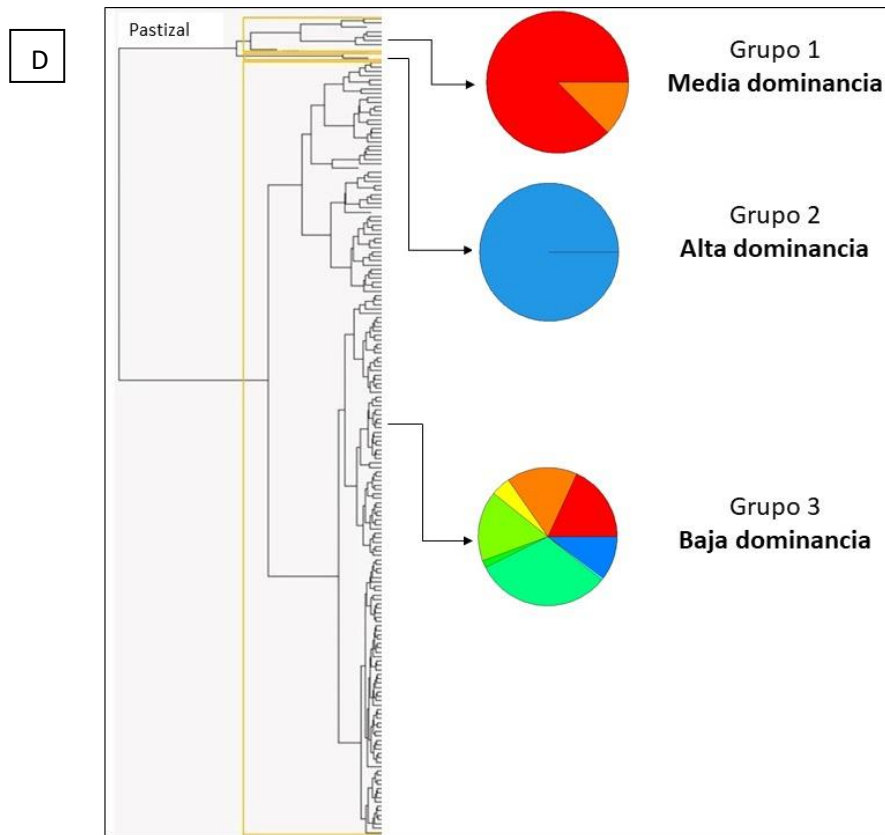 D
Pastizal
Grupo 1
Media dominancia
Grupo 2
Alta dominancia
Grupo 3
Baja dominancia